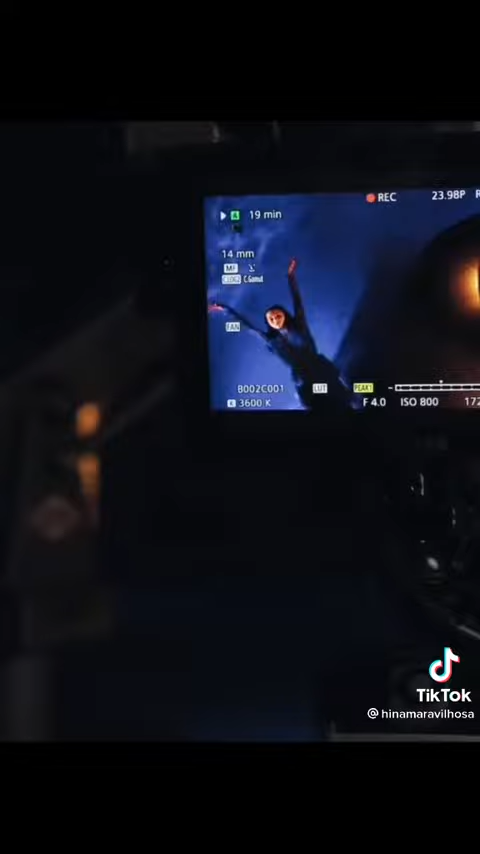 REC
23.98P
A 19 min
14 mm
MF
C.Gamut
FAN
B002C001
LUT
PEAK1
K 3600 K
F 4.0
ISO 800
TikTok
@hinamaravilhosa